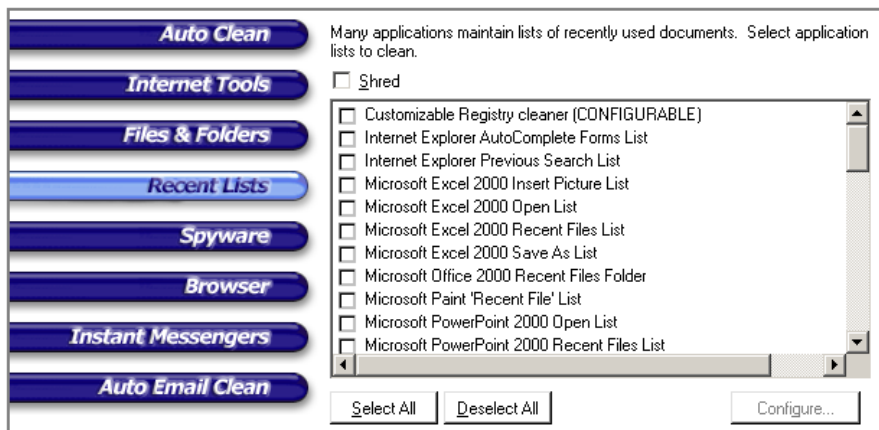 Auto Clean
Internet Tools
Files & Folders
Recent Lists
Spyware
Browser
Instant Messengers
Auto Email Clean
Many applications maintain lists of recently used documents. Select application
lists to clean.
Shred
Customizable Registry cleaner (CONFIGURABLE)
Internet Explorer AutoComplete Forms List
Internet Explorer Previous Search List
Microsoft Excel 2000 Insert Picture List
Microsoft Excel 2000 Open List
Microsoft Excel 2000 Recent Files List
Microsoft Excel 2000 Save As List
Microsoft Office 2000 Recent Files Folder
Microsoft Paint 'Recent File' List
Microsoft PowerPoint 2000 Open List
Microsoft PowerPoint 2000 Recent Files List
Select All
Deselect All
Configure...